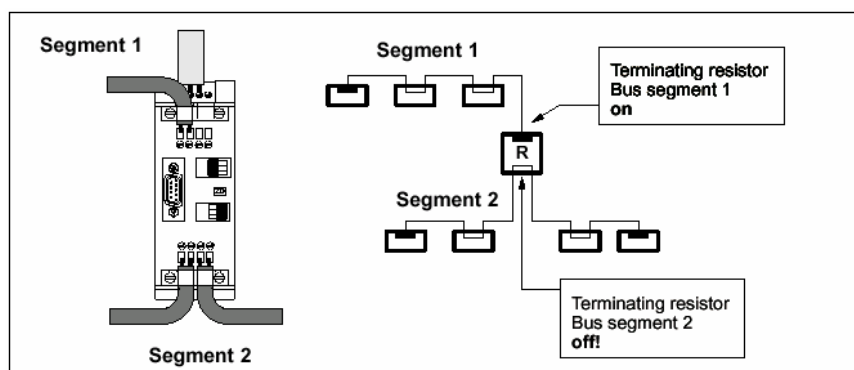 Segment 1
Segment 1
Terminating resistor
Bus segment 1
on
R
Segment 2
Terminating resistor
Bus segment 2
off!
Segment 2